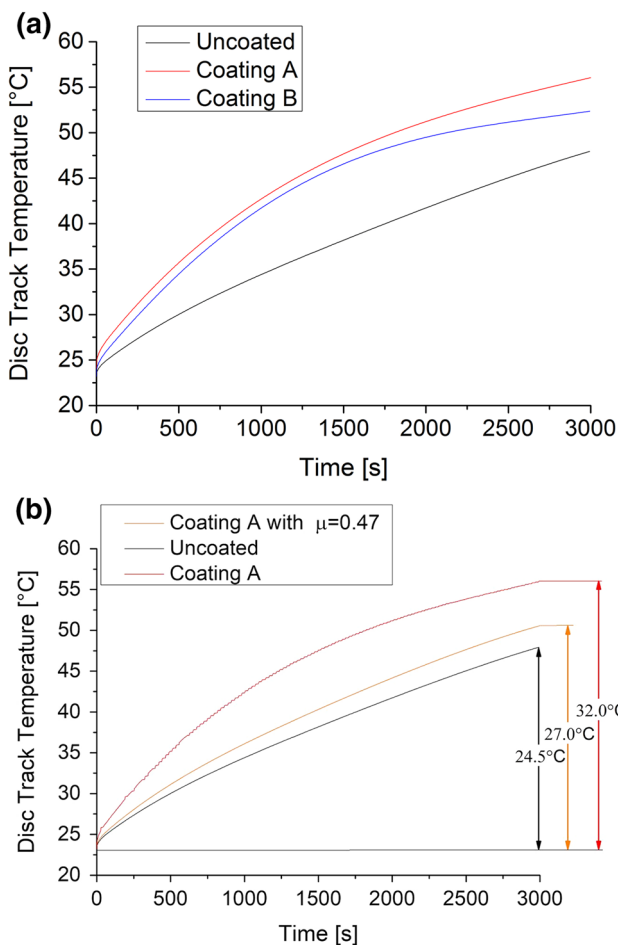 (a)
Uncoated
Coating A
Coating B
Disc Track Temperature [°C]
60
55
50
45
40
35
30
25
20
0 500 1000 1500 2000 2500 3000
Time [s]
(b)
Coating A with μ=0.47
Uncoated
Coating A
Disc Track Temperature [°C]
60
55
50
45
40
35
30
25
20
32.0°C
27.0°C
24.5°C
0 500 1000 1500 2000 2500 3000
Time [s]